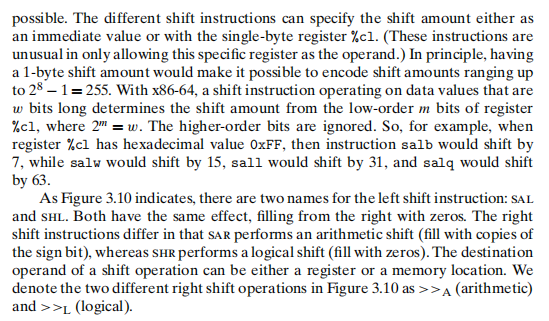 possible. The different shift instructions can specify the shift amount either as
an immediate value or with the single-byte register %cl. (These instructions are
unusual in only allowing this specific register as the operand.) In principle, having
a 1-byte shift amount would make it possible to encode shift amounts ranging up
to 2⁸ − 1 = 255. With x86-64, a shift instruction operating on data values that are
w bits long determines the shift amount from the low-order m bits of register
%cl, where 2ᵐ = w. The higher-order bits are ignored. So, for example, when
register %cl has hexadecimal value 0xFF, then instruction salb would shift by
7, while salw would shift by 15, sall would shift by 31, and salq would shift
by 63.
As Figure 3.10 indicates, there are two names for the left shift instruction: SAL
and SHL. Both have the same effect, filling from the right with zeros. The right
shift instructions differ in that SAR performs an arithmetic shift (fill with copies of
the sign bit), whereas SHR performs a logical shift (fill with zeros). The destination
operand of a shift operation can be either a register or a memory location. We
denote the two different right shift operations in Figure 3.10 as >>A (arithmetic)
and >>L (logical).